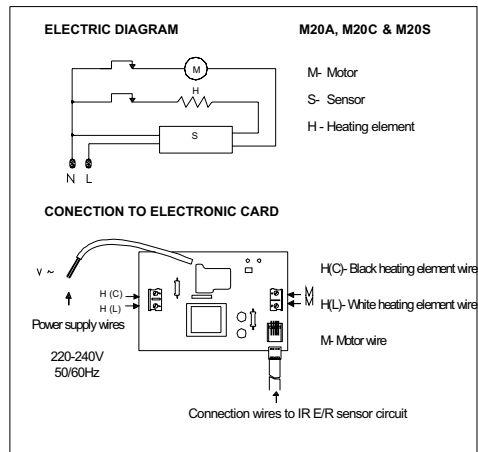 ELECTRIC DIAGRAM
M20A, M20C & M20S
M
H
S
N L
M- Motor
S- Sensor
H - Heating element
CONECTION TO ELECTRONIC CARD
V ~
H (C)
H (L)
Power supply wires
220-240V
50/60Hz
M
M
H(C)- Black heating element wire
H(L)- White heating element wire
M- Motor wire
Connection wires to IR E/R sensor circuit